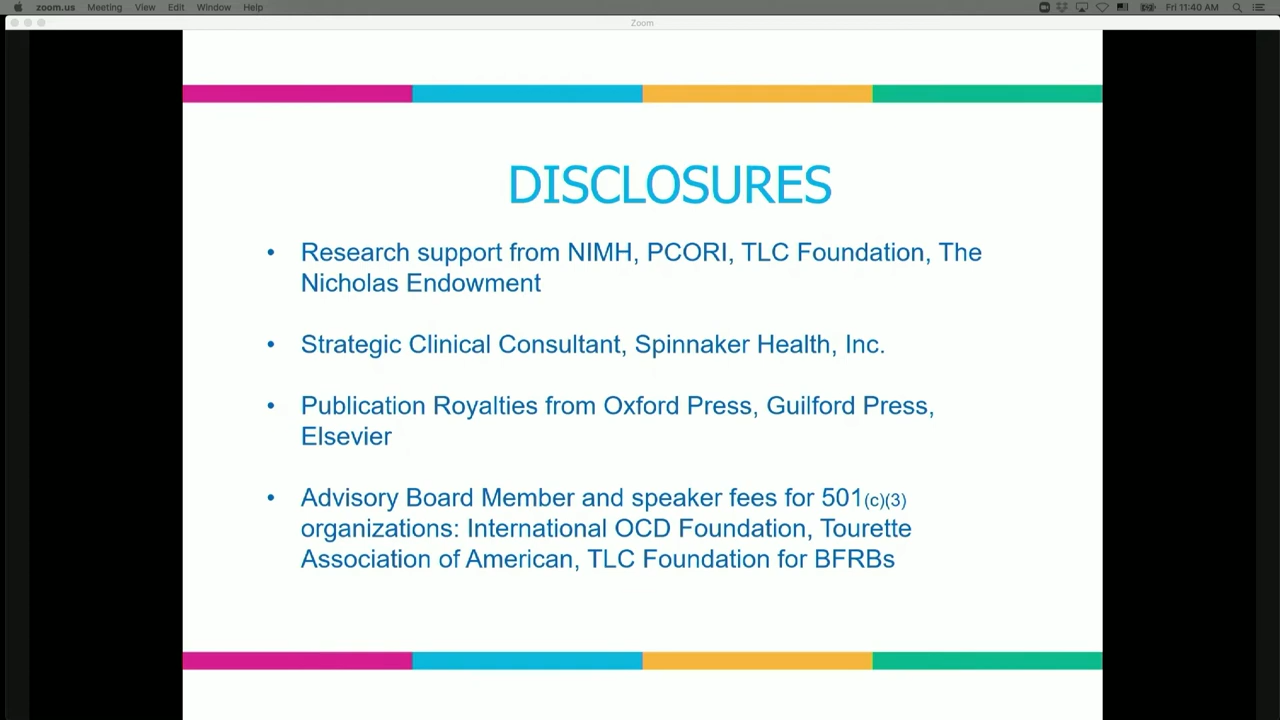 zoom.us Meeting View Edit Window Help Fri 11:40 AM
Zoom
DISCLOSURES
• Research support from NIMH, PCORI, TLC Foundation, The
Nicholas Endowment
• Strategic Clinical Consultant, Spinnaker Health, Inc.
• Publication Royalties from Oxford Press, Guilford Press,
Elsevier
• Advisory Board Member and speaker fees for 501(c)(3)
organizations: International OCD Foundation, Tourette
Association of American, TLC Foundation for BFRBs